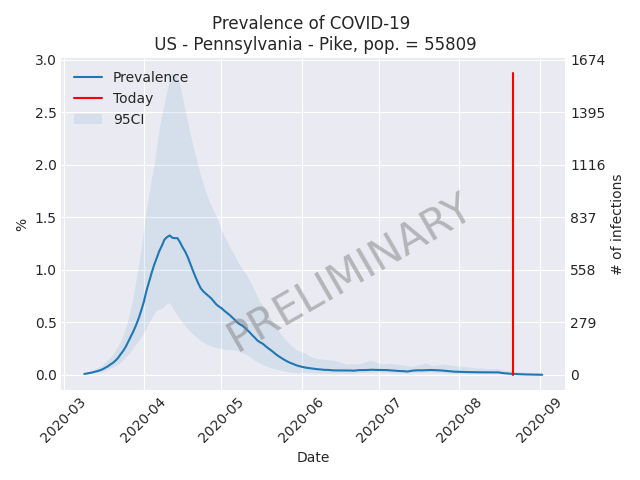 Prevalence of COVID-19
US - Pennsylvania - Pike, pop. = 55809
Prevalence
Today
95CI
PRELIMINARY
%
3.0
2.5
2.0
1.5
1.0
0.5
0.0
1674
1395
1116
837
558
279
0
# of infections
2020-03
2020-04
2020-05
2020-06
2020-07
2020-08
2020-09
Date